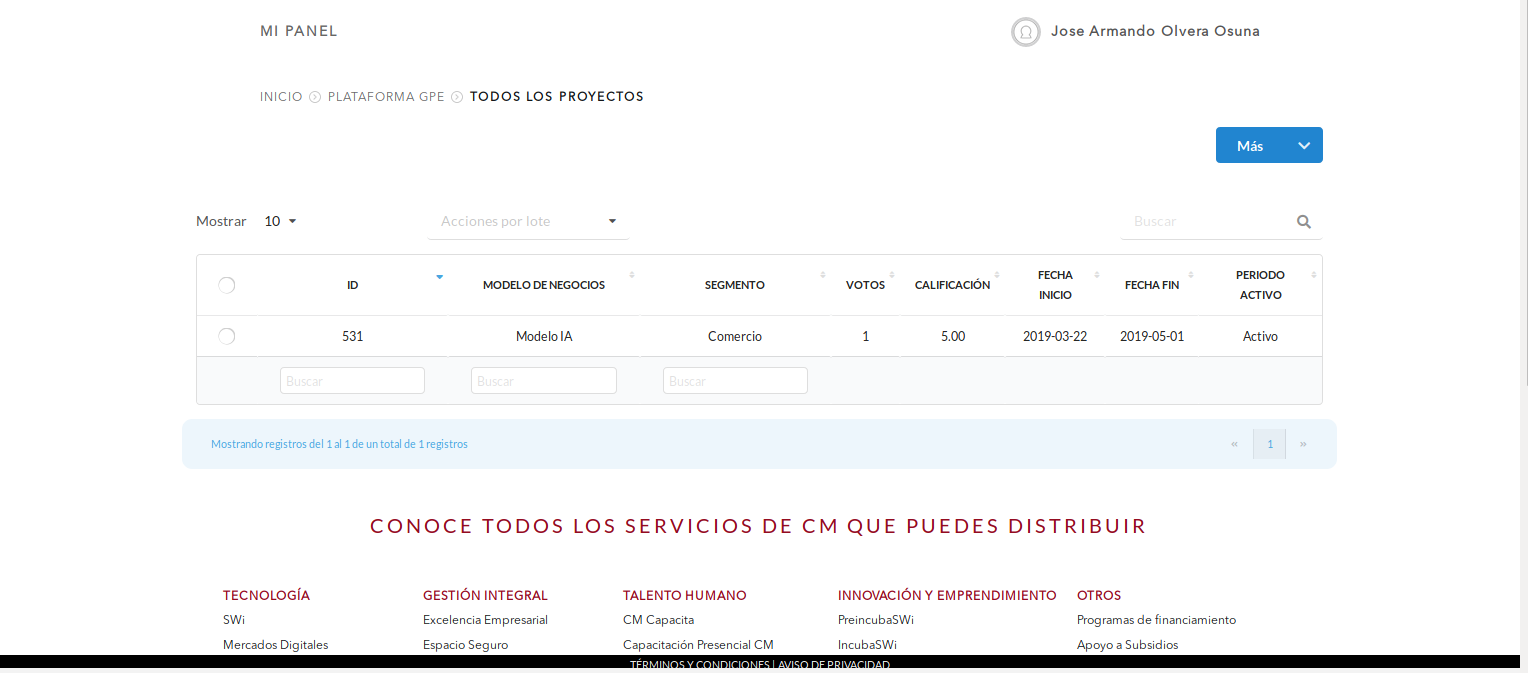 MI PANEL
Jose Armando Olvera Osuna
INICIO PLATAFORMA GPE TODOS LOS PROYECTOS
Más
Mostrar 10 Acciones por lote Buscar
ID MODELO DE NEGOCIOS SEGMENTO VOTOS CALIFICACIÓN FECHA INICIO FECHA FIN PERIODO ACTIVO
531 Modelo IA Comercio 1 5.00 2019-03-22 2019-05-01 Activo
Buscar Buscar Buscar
Mostrando registros del 1 al 1 de un total de 1 registros « 1 »
CONOCE TODOS LOS SERVICIOS DE CM QUE PUEDES DISTRIBUIR
TECNOLOGÍA GESTIÓN INTEGRAL TALENTO HUMANO INNOVACIÓN Y EMPRENDIMIENTO OTROS
SWi Excelencia Empresarial CM Capacita PreincubaSWi Programas de financiamiento
Mercados Digitales Espacio Seguro Capacitación Presencial CM IncubaSWi Apoyo a Subsidios
TÉRMINOS Y CONDICIONES | AVISO DE PRIVACIDAD